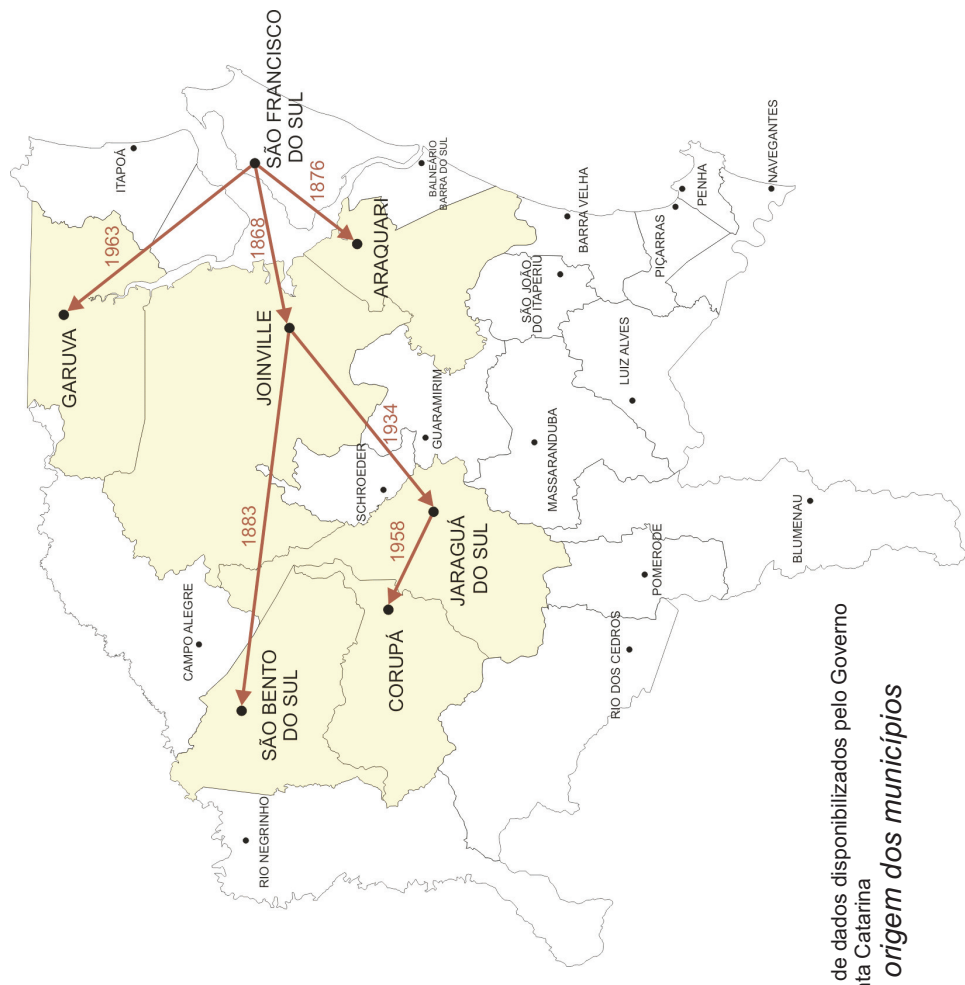 ITAPOÁ
SÃO FRANCISCO
DO SUL
1963
1868
1876
GARUVA
JOINVILLE
ARAQUARI
BALNEÁRIO
BARRA DO SUL
BARRA VELHA
SÃO JOÃO
DO ITAPERIÚ
PIÇARRAS
PENHA
NAVEGANTES
LUIZ ALVES
MASSARANDUBA
GUARAMIRIM
SCHROEDER
1934
1883
1958
JARAGUÁ
DO SUL
CORUPÁ
SÃO BENTO
DO SUL
CAMPO ALEGRE
RIO NEGRINHO
RIO DOS CEDROS
POMERODE
BLUMENAU
de dados disponibilizados pelo Governo
nta Catarina
origem dos municípios